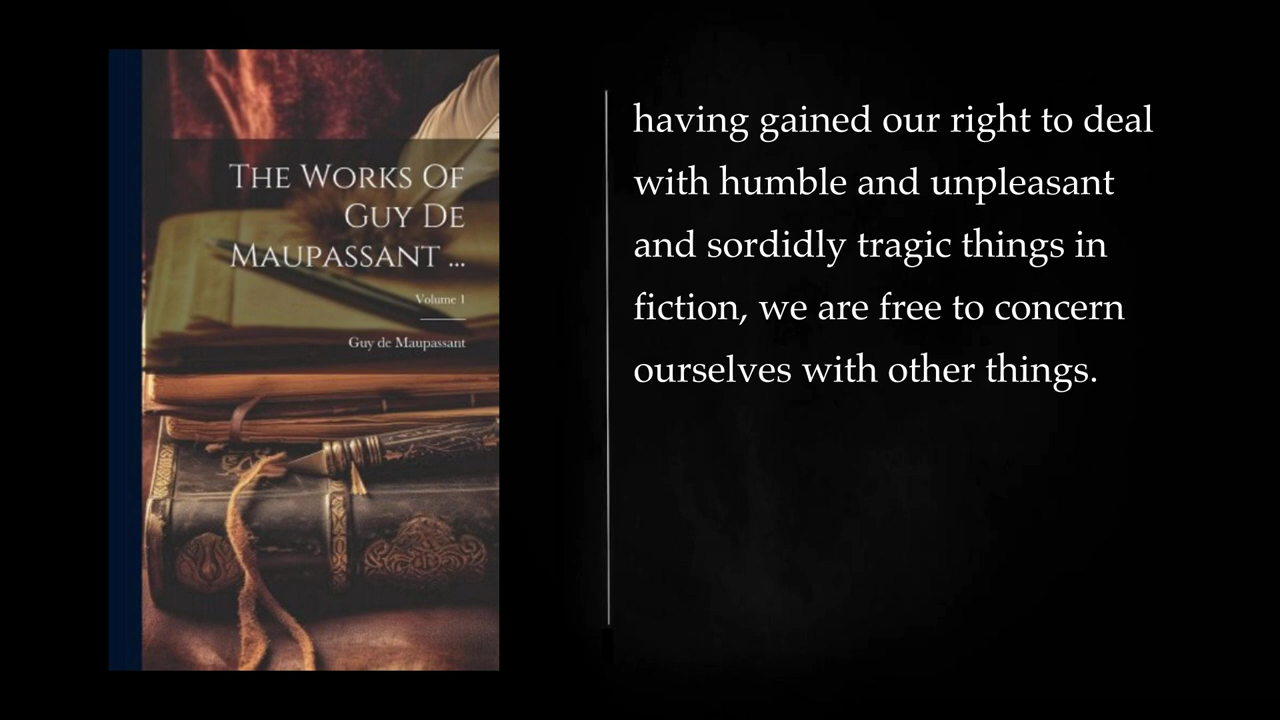 The Works Of
Guy De
Maupassant ...
Volume 1
Guy de Maupassant
having gained our right to deal
with humble and unpleasant
and sordidly tragic things in
fiction, we are free to concern
ourselves with other things.